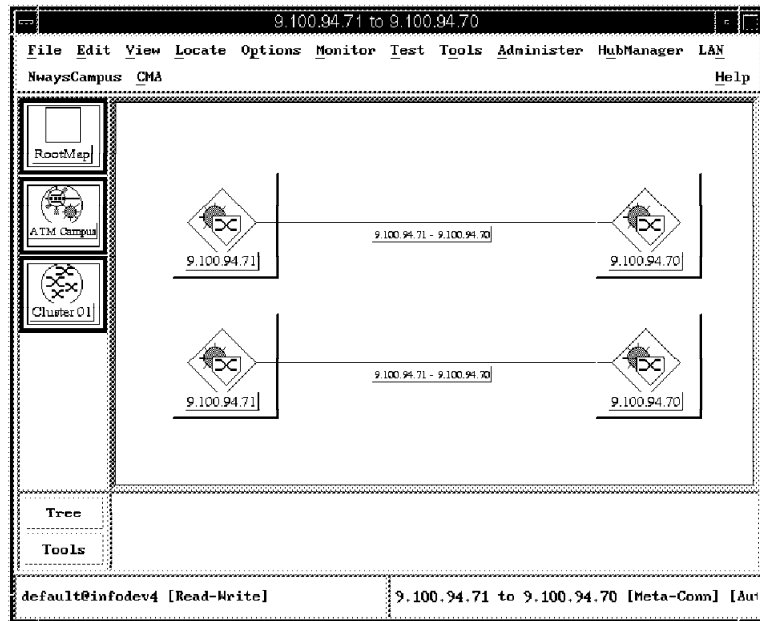 9.100.94.71 to 9.100.94.70
File Edit View Locate Options Monitor Test Tools Administer HubManager LAN
NwaysCampus CMA Help
RootMap
ATM Campus
Cluster 01
9.100.94.71
9.100.94.71 - 9.100.94.70
9.100.94.70
9.100.94.71
9.100.94.71 - 9.100.94.70
9.100.94.70
Tree
Tools
default@infodev4 [Read-Write]
9.100.94.71 to 9.100.94.70 [Meta-Conn] [Aut